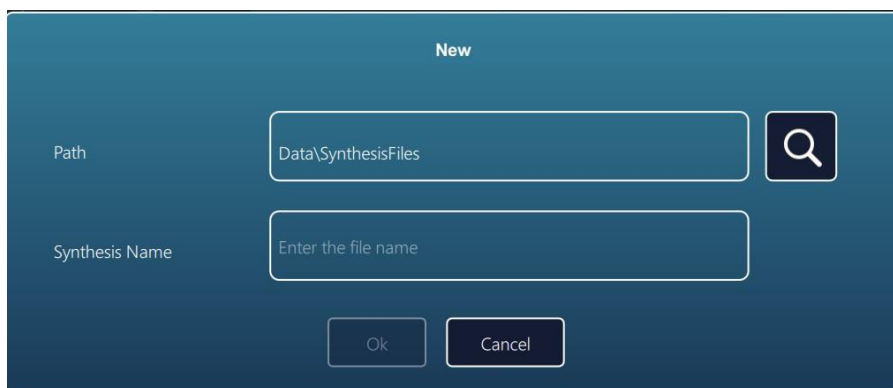 New
Path
Data\SynthesisFiles
Synthesis Name
Enter the file name
Ok
Cancel